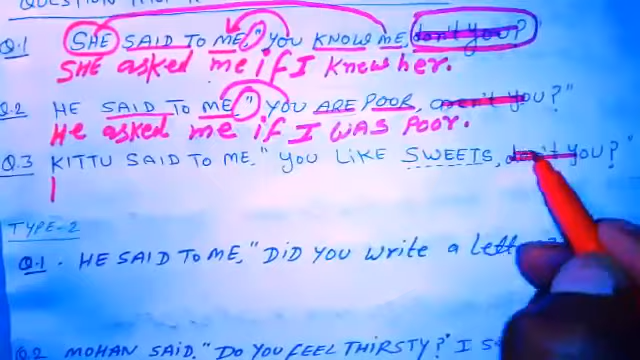 Q.1 SHE SAID TO ME, "YOU KNOW ME, don't you?"
SHE asked me if I knew her.
Q.2 HE SAID TO ME, "YOU ARE POOR, aren't YOU?"
He asked me if I was Poor.
Q.3 KITTU SAID TO ME, "YOU LIKE SWEETS, don't you?"
TYPE-2
Q.1 - HE SAID TO ME, "DID YOU write a
Q.2 MOHAN SAID, "DO YOU FEEL THIRSTY?" I